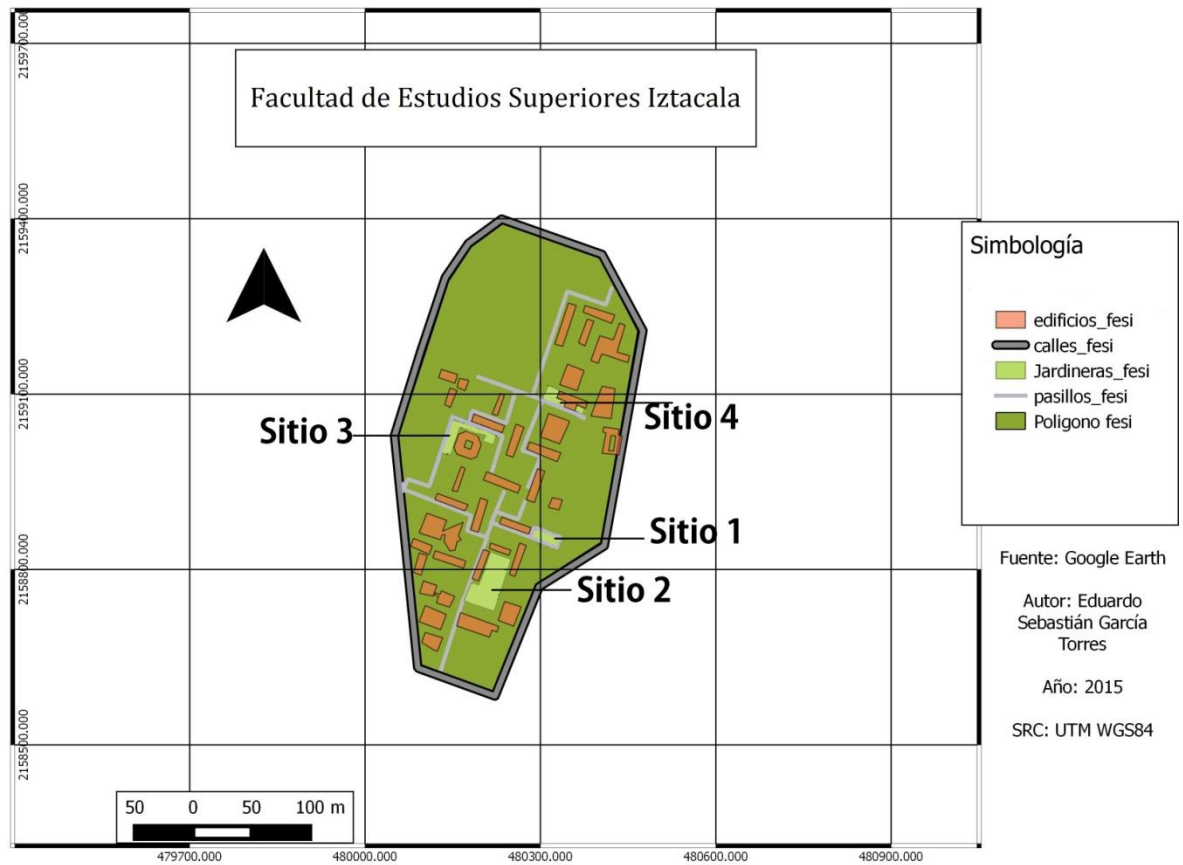 Facultad de Estudios Superiores Iztacala
2159700.000
2159400.000
2159100.000
2158800.000
2158500.000
Sitio 3
Sitio 4
Sitio 1
Sitio 2
Simbología
edificios_fesi
calles_fesi
Jardineras_fesi
pasillos_fesi
Poligono fesi
Fuente: Google Earth
Autor: Eduardo
Sebastián García
Torres
Año: 2015
SRC: UTM WGS84
50 0 50 100 m
479700.000 480000.000 480300.000 480600.000 480900.000